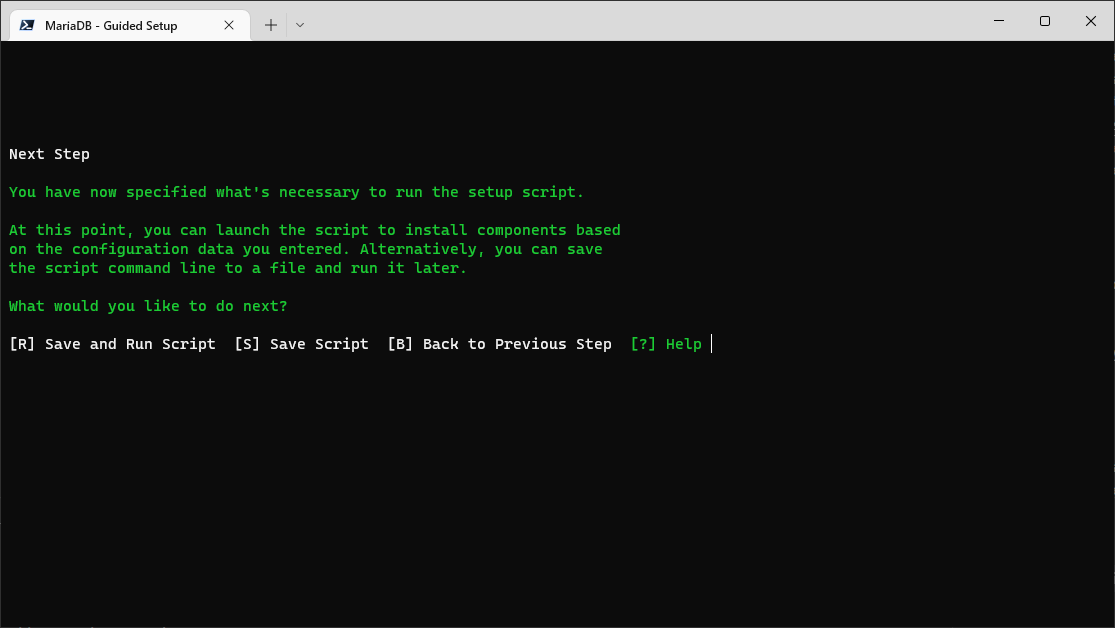 MariaDB - Guided Setup
Next Step
You have now specified what's necessary to run the setup script.
At this point, you can launch the script to install components based
on the configuration data you entered. Alternatively, you can save
the script command line to a file and run it later.
What would you like to do next?
[R] Save and Run Script  [S] Save Script  [B] Back to Previous Step  [?] Help